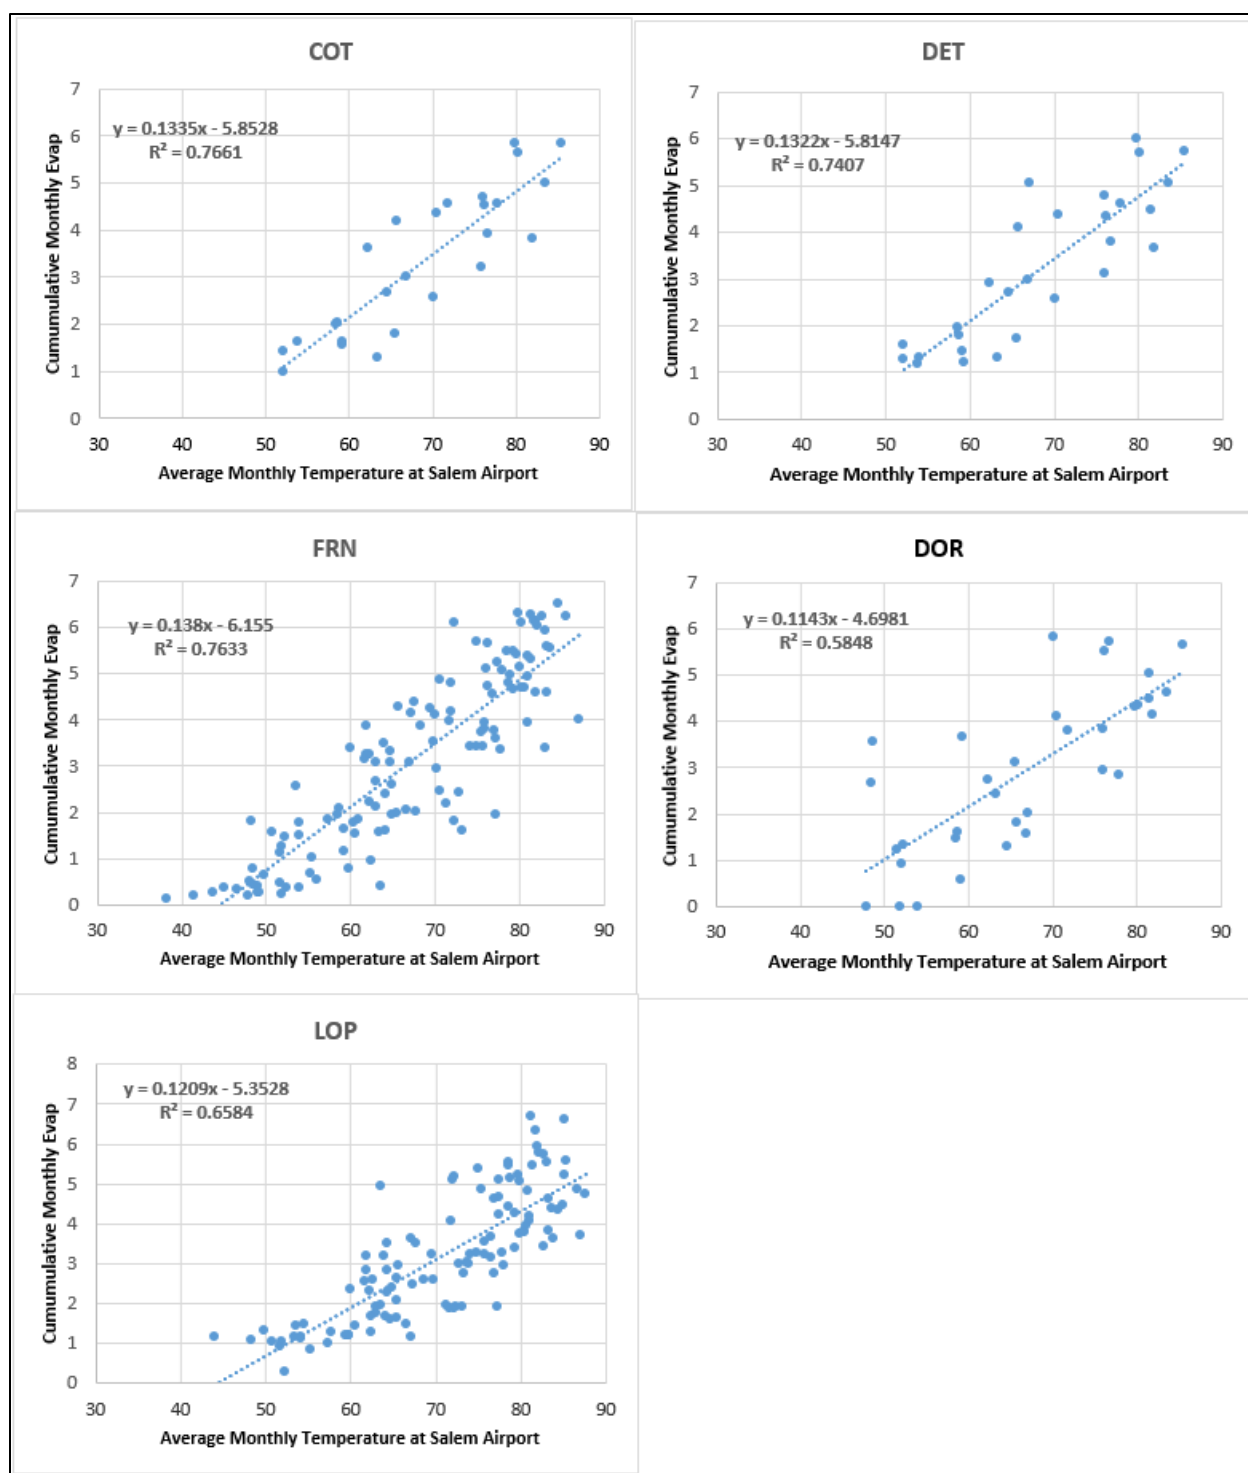 COT
7
6
5
4
3
2
1
0
y = 0.1335x - 5.8528
R² = 0.7661
Cumumulative Monthly Evap
30 40 50 60 70 80 90
Average Monthly Temperature at Salem Airport
DET
7
6
5
4
3
2
1
0
y = 0.1322x - 5.8147
R² = 0.7407
Cumumulative Monthly Evap
30 40 50 60 70 80 90
Average Monthly Temperature at Salem Airport
FRN
7
6
5
4
3
2
1
0
y = 0.138x - 6.155
R² = 0.7633
Cumumulative Monthly Evap
30 40 50 60 70 80 90
Average Monthly Temperature at Salem Airport
DOR
7
6
5
4
3
2
1
0
y = 0.1143x - 4.6981
R² = 0.5848
Cumumulative Monthly Evap
30 40 50 60 70 80 90
Average Monthly Temperature at Salem Airport
LOP
8
7
6
5
4
3
2
1
0
y = 0.1209x - 5.3528
R² = 0.6584
Cumumulative Monthly Evap
30 40 50 60 70 80 90
Average Monthly Temperature at Salem Airport